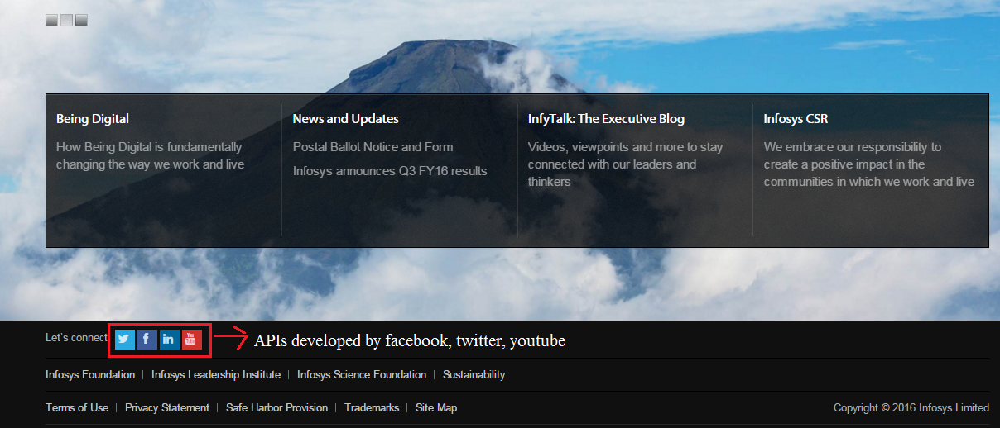 Being Digital
How Being Digital is fundamentally
changing the way we work and live
News and Updates
Postal Ballot Notice and Form
Infosys announces Q3 FY16 results
InfyTalk: The Executive Blog
Videos, viewpoints and more to stay
connected with our leaders and
thinkers
Infosys CSR
We embrace our responsibility to
create a positive impact in the
communities in which we work and live
Let's connect
f
in
You Tube
APIs developed by facebook, twitter, youtube
Infosys Foundation | Infosys Leadership Institute | Infosys Science Foundation | Sustainability
Terms of Use | Privacy Statement | Safe Harbor Provision | Trademarks | Site Map
Copyright © 2016 Infosys Limited